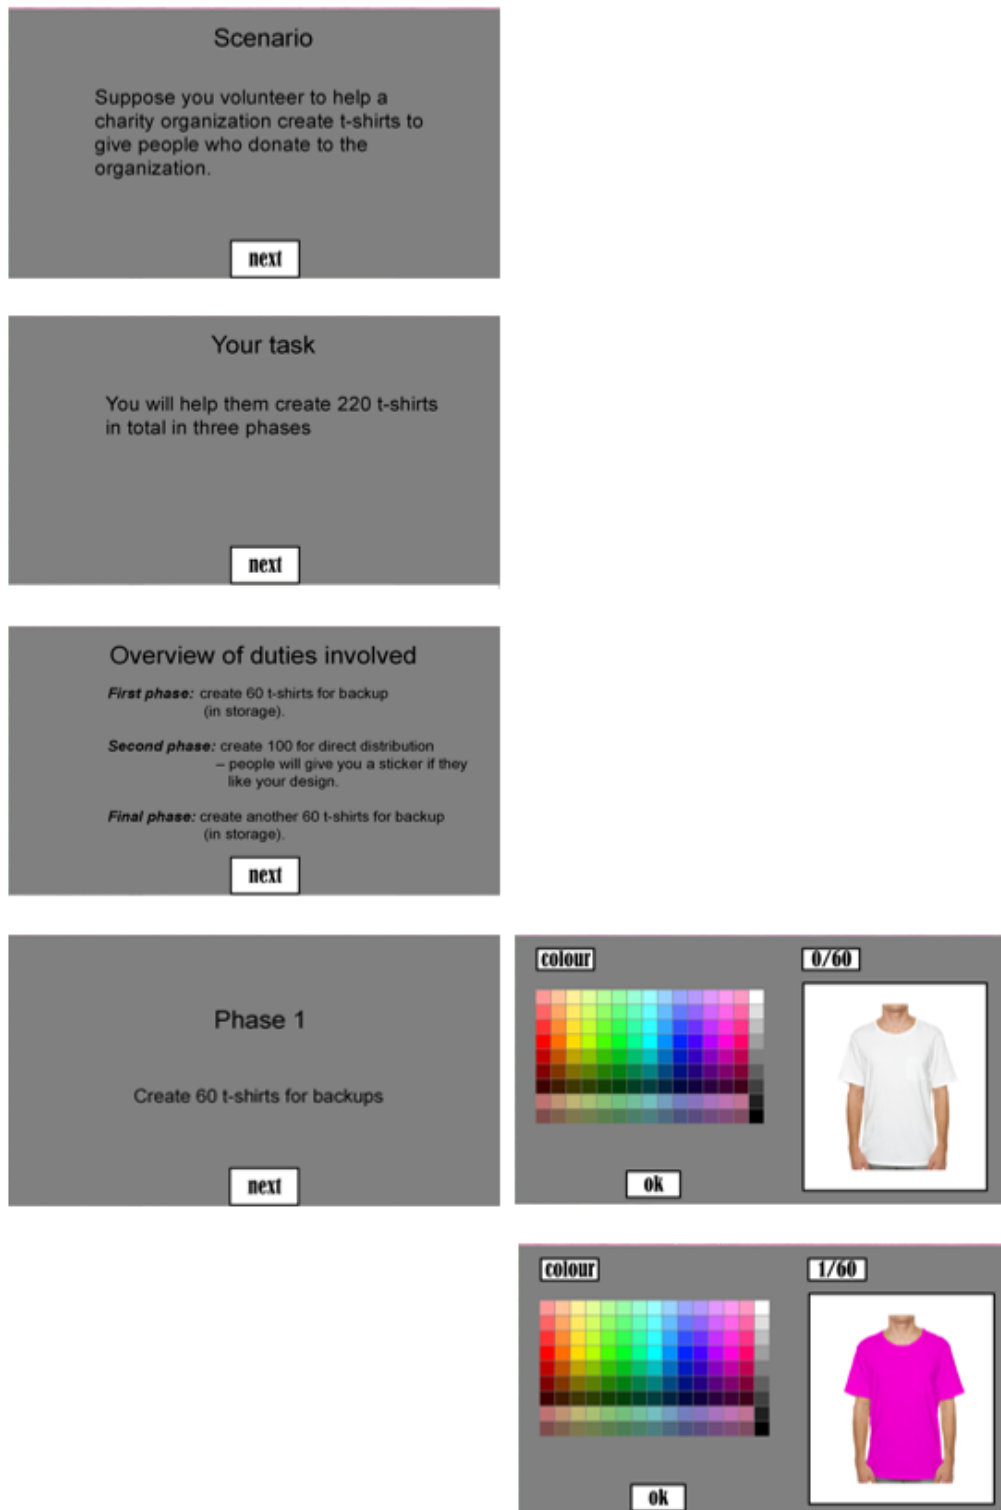 Scenario
Suppose you volunteer to help a
charity organization create t-shirts to
give people who donate to the
organization.
next
Your task
You will help them create 220 t-shirts
in total in three phases
next
Overview of duties involved
First phase: create 60 t-shirts for backup
(in storage).
Second phase: create 100 for direct distribution
– people will give you a sticker if they
like your design.
Final phase: create another 60 t-shirts for backup
(in storage).
next
Phase 1
Create 60 t-shirts for backups
next
colour
0/60
ok
colour
1/60
ok